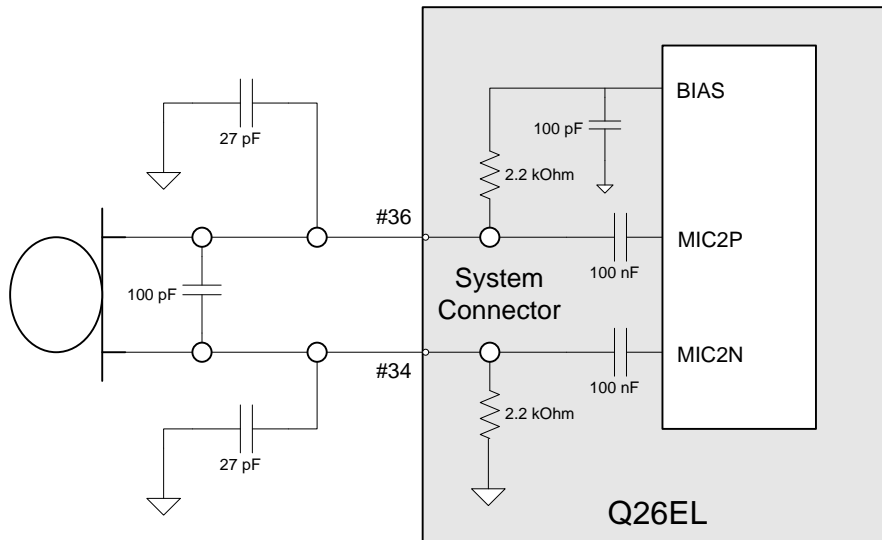 BIAS
100 pF
27 pF
2.2 kOhm
#36
MIC2P
100 nF
System
Connector
100 pF
MIC2N
#34
100 nF
2.2 kOhm
27 pF
Q26EL